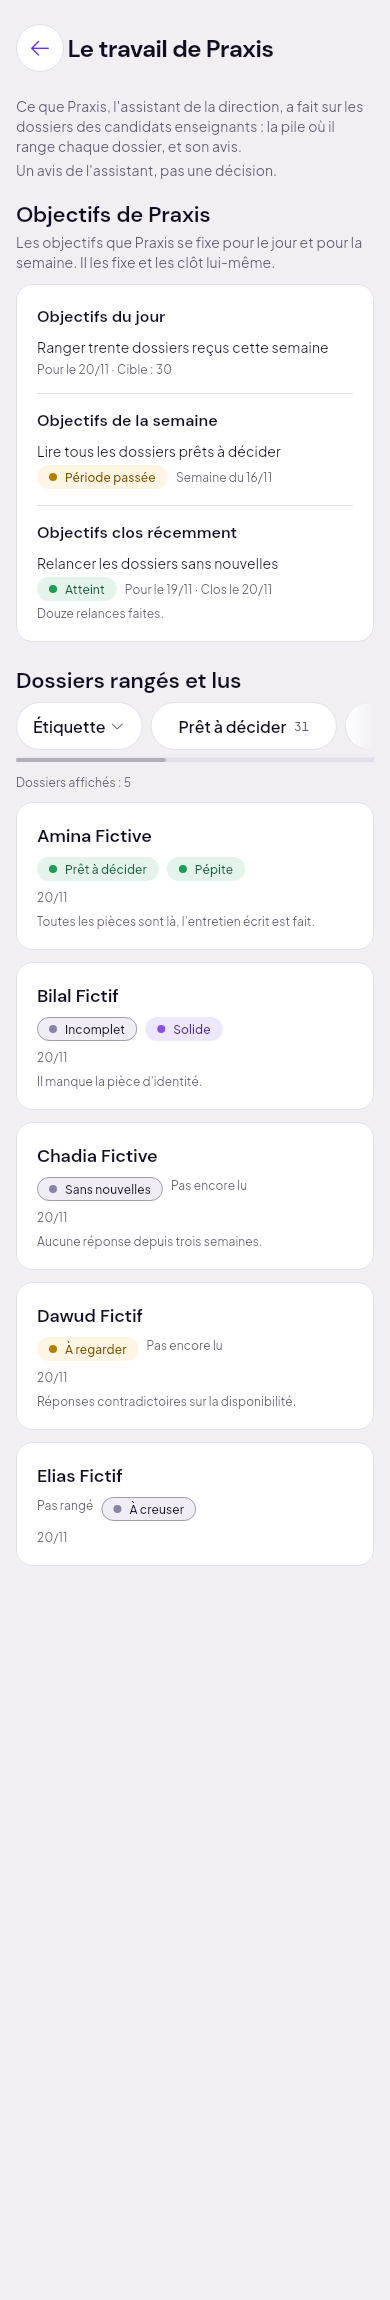 Le travail de Praxis
Ce que Praxis, l'assistant de la direction, a fait sur les
dossiers des candidats enseignants : la pile où il
range chaque dossier, et son avis.
Un avis de l'assistant, pas une décision.
Objectifs de Praxis
Les objectifs que Praxis se fixe pour le jour et pour la
semaine. Il les fixe et les clôt lui-même.
Objectifs du jour
Ranger trente dossiers reçus cette semaine
Pour le 20/11 · Cible : 30
Objectifs de la semaine
Lire tous les dossiers prêts à décider
Période passée Semaine du 16/11
Objectifs clos récemment
Relancer les dossiers sans nouvelles
Atteint Pour le 19/11 · Clos le 20/11
Douze relances faites.
Dossiers rangés et lus
Étiquette Prêt à décider 31
Dossiers affichés : 5
Amina Fictive
Prêt à décider Pépite
20/11
Toutes les pièces sont là, l'entretien écrit est fait.
Bilal Fictif
Incomplet Solide
20/11
Il manque la pièce d'identité.
Chadia Fictive
Sans nouvelles Pas encore lu
20/11
Aucune réponse depuis trois semaines.
Dawud Fictif
À regarder Pas encore lu
20/11
Réponses contradictoires sur la disponibilité.
Elias Fictif
Pas rangé À creuser
20/11